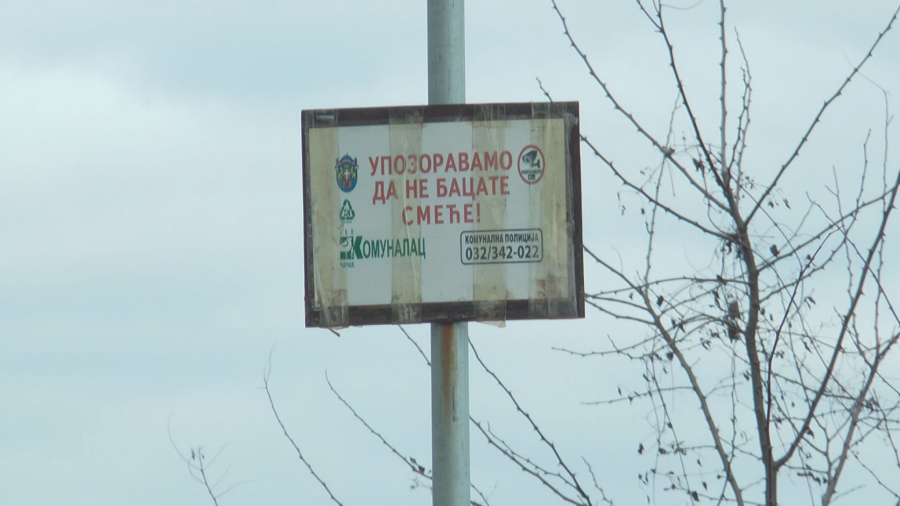 УПОЗОРАВАМО
ДА НЕ БАЦАТЕ
СМЕЋЕ!
КОМУНАЛАЦ
КОМУНАЛНА ПОЛИЦИЈА
032/342-022